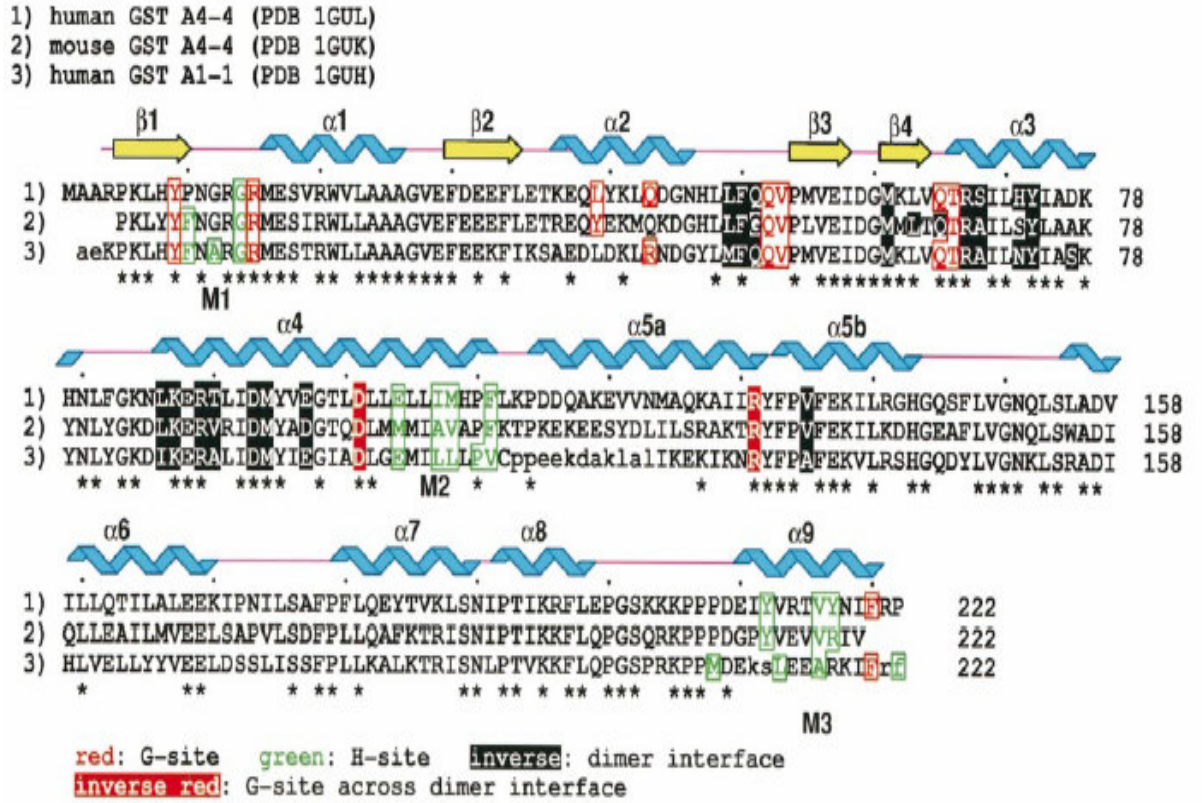 1) human GST A4-4 (PDB 1GUL)
2) mouse GST A4-4 (PDB 1GUK)
3) human GST A1-1 (PDB 1GUH)
β1 α1 β2 α2 β3 β4 α3
1) MAARPKLHYPNGRGRMESVRWVLAAAGVEFDEEFLETKEQLYKLQDGNHLLFQQVPMVEIDGMKLVQTRSILHYIADK 78
2) PKLYYFNGRGRMESIRWLLAAAGVEFEEEFLETREQYEKMQKDGHLLFGQVPLVEIDGMMLTQTRAILSYLAAK 78
3) aeKPKLHYFNARGRMESTRWLLAAAGVEFEEKFIKSAEDLDKLRNDGYLMFQQVPMVEIDGMKLVQTRAILNYIASK 78
*** * * *** ** ********** *** * * * * * * ******** *** ** *** *
M1
α4 α5a α5b
1) HNLFGKNLKERTLIDMYVEGTLDLLELLIMHPFLKPDDQAKEVVNMAQKAIIRYFPVFEKILRGHGQSFLVGNQLSLADV 158
2) YNLYGKDLKERVRIDMYADGTQDLMMMIAVAPFKTPKEKEESYDLILSRAKTRYFPVFEKILKDHGEAFLVGNQLSWADI 158
3) YNLYGKDIKERALIDMYIEGIADLGEMILLLPVCppeekdaklalIKEKIKNRYFPAFEKVLRSHGQDYLVGNKLSRADI 158
** ** *** **** * ** * * * **** *** * ** **** ** **
M2
α6 α7 α8 α9
1) ILLQTILALEEKIPNILSAFPFLQEYTVKLSNIPTIKRFLEPGSKKKPPPDEIYVRTVYNIFRP 222
2) QLLEAILMVEELSAPVLSDFPLLQAFKTRISNIPTIKKFLQPGSQRKPPPDGPYVEVVRIV 222
3) HLVELLYYVEELDSSLISSFPLLKALKTRISNLPTVKKFLQPGSPRKPPMDEksLEEARKIFrf 222
* ** * ** * ** ** * ** *** *** *
M3
red: G-site green: H-site inverse: dimer interface
inverse red: G-site across dimer interface